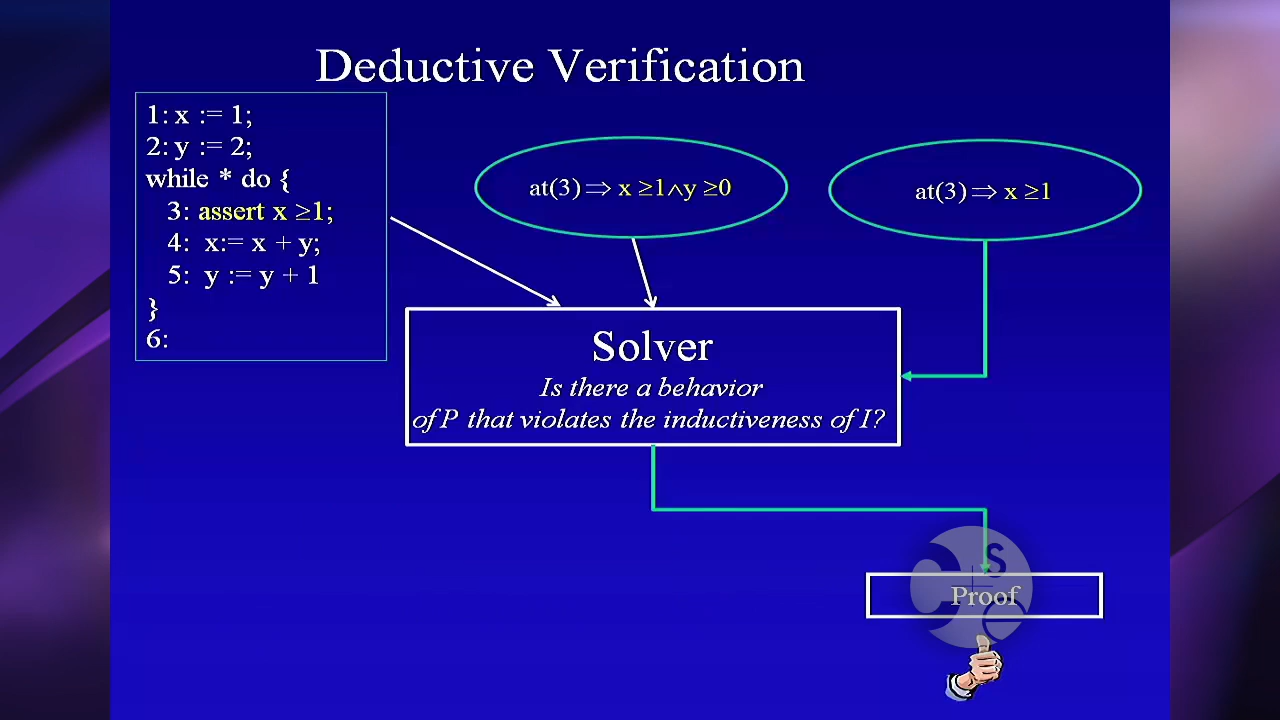 Deductive Verification
1: x := 1;
2: y := 2;
while * do {
3: assert x ≥1;
4: x:= x + y;
5: y := y + 1
}
6:
at(3) ⇒ x ≥1∧y ≥0
at(3) ⇒ x ≥1
Solver
Is there a behavior
of P that violates the inductiveness of I?
Proof
C S e